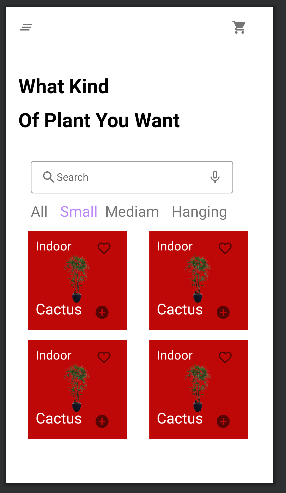 What Kind
Of Plant You Want
Search
All Small Mediam Hanging
Indoor Indoor
Cactus Cactus
Indoor Indoor
Cactus Cactus